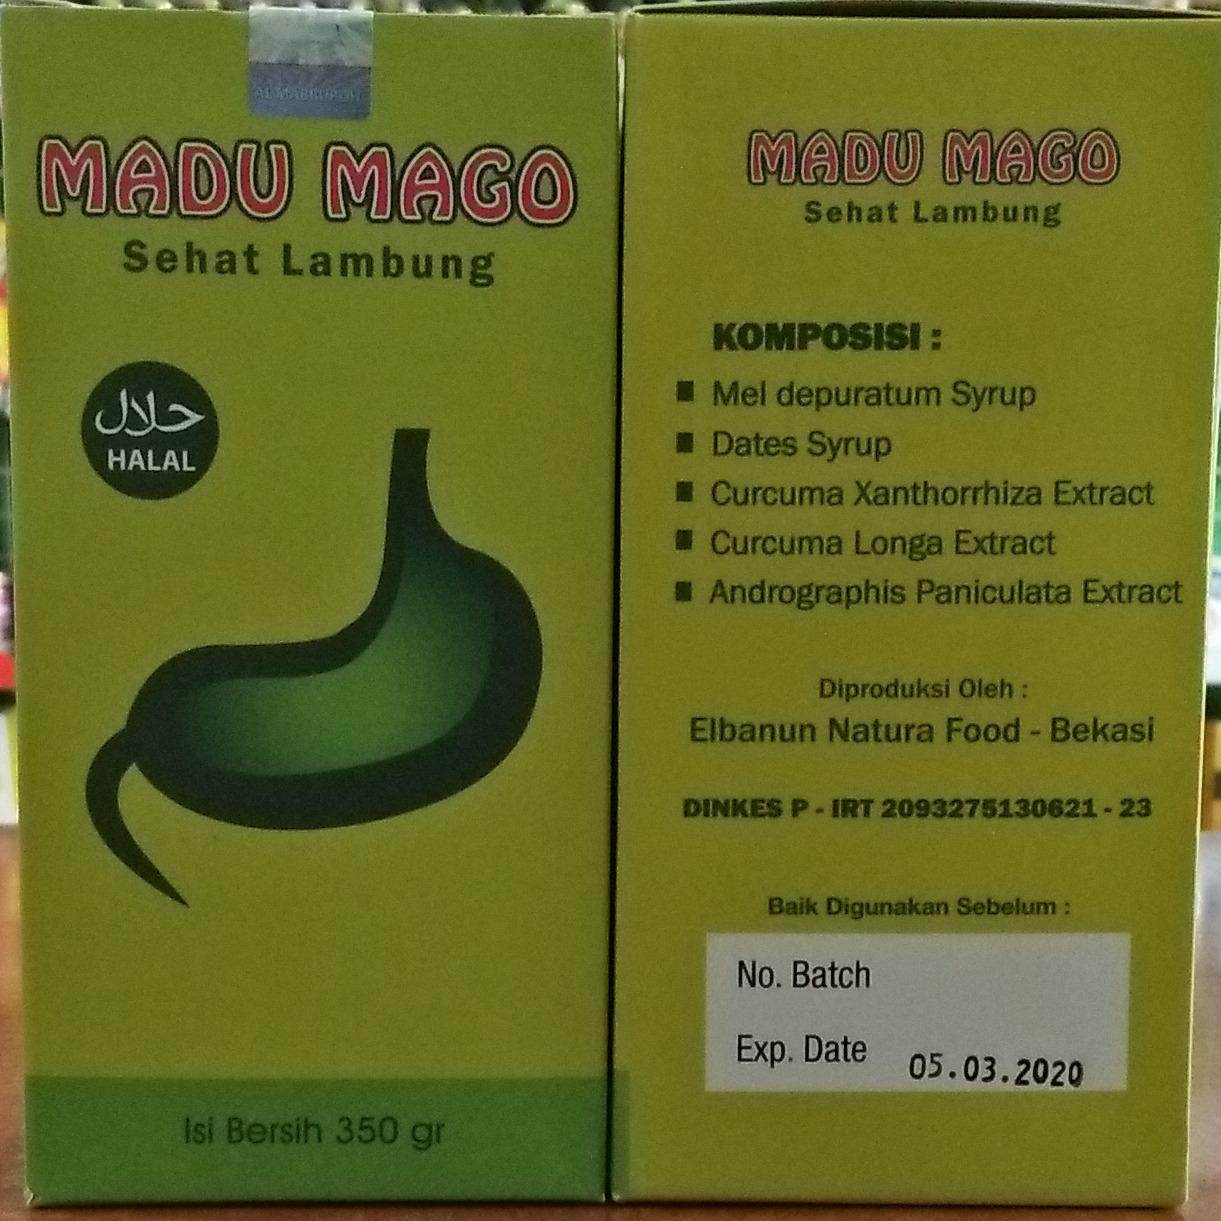 AL MABRUROH
MADU MAGO
Sehat Lambung
حلال
HALAL
Isi Bersih 350 gr
MADU MAGO
Sehat Lambung
KOMPOSISI :
Mel depuratum Syrup
Dates Syrup
Curcuma Xanthorrhiza Extract
Curcuma Longa Extract
Andrographis Paniculata Extract
Diproduksi Oleh :
Elbanun Natura Food - Bekasi
DINKES P - IRT 2093275130621 - 23
Baik Digunakan Sebelum :
No. Batch
Exp. Date 05.03.2020